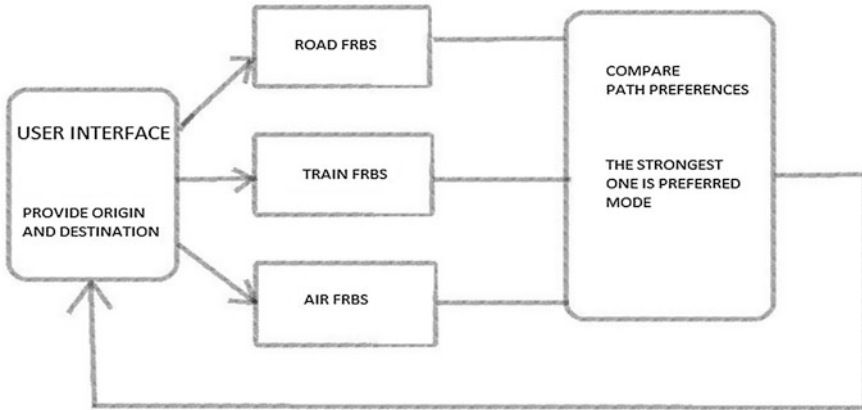 USER INTERFACE
PROVIDE ORIGIN
AND DESTINATION
ROAD FRBS
TRAIN FRBS
AIR FRBS
COMPARE
PATH PREFERENCES
THE STRONGEST
ONE IS PREFERRED
MODE